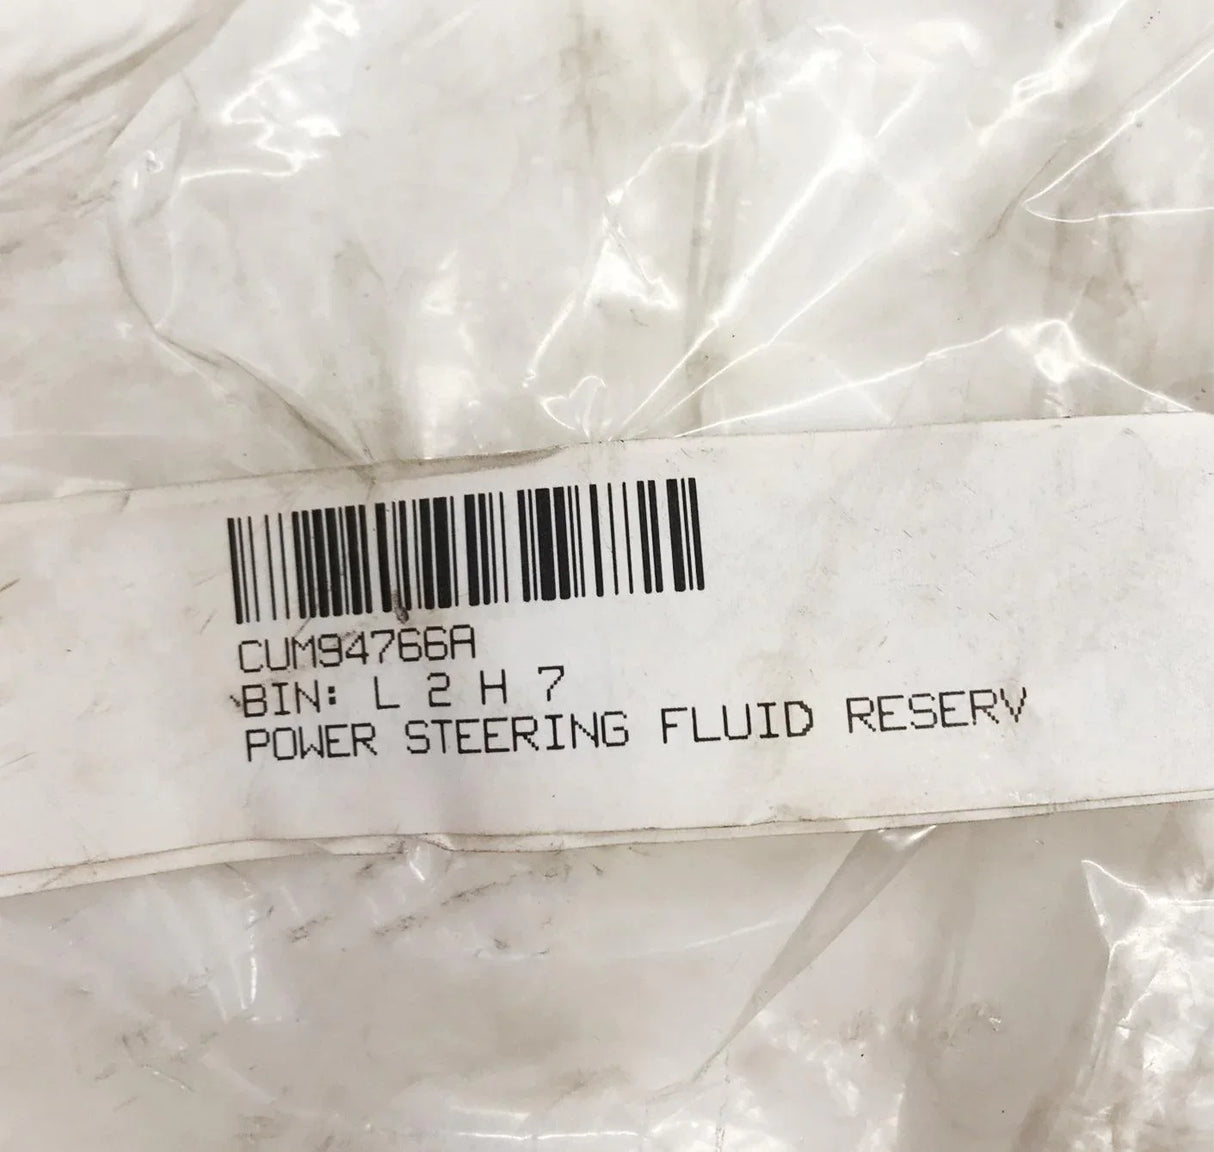 CUM94766A
BIN: L 2 H 7
POWER STEERING FLUID RESERV